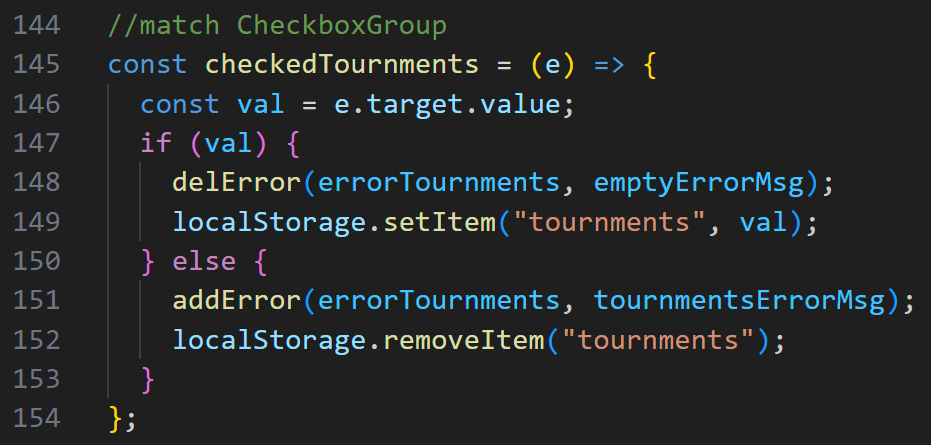 144 //match CheckboxGroup
145 const checkedTournments = (e) => {
146 const val = e.target.value;
147 if (val) {
148 delError(errorTournments, emptyErrorMsg);
149 localStorage.setItem("tournments", val);
150 } else {
151 addError(errorTournments, tournmentsErrorMsg);
152 localStorage.removeItem("tournments");
153 }
154 };